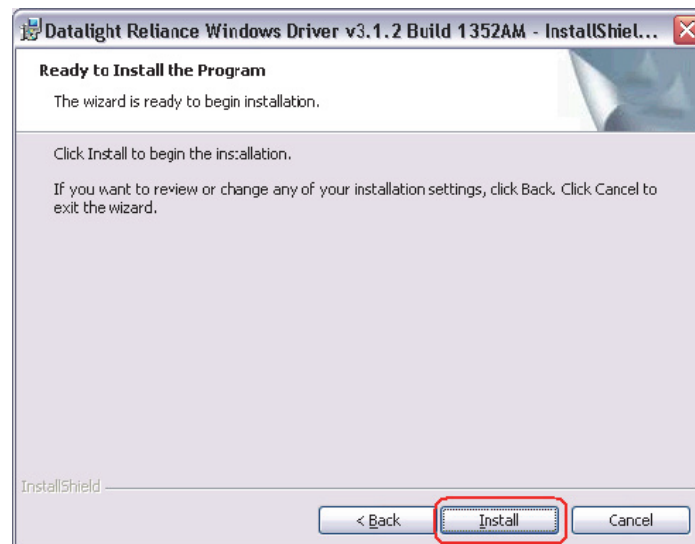 Datalight Reliance Windows Driver v3.1.2 Build 1352AM - InstallShiel...
Ready to Install the Program
The wizard is ready to begin installation.
Click Install to begin the installation.
If you want to review or change any of your installation settings, click Back. Click Cancel to
exit the wizard.
InstallShield
< Back
Install
Cancel